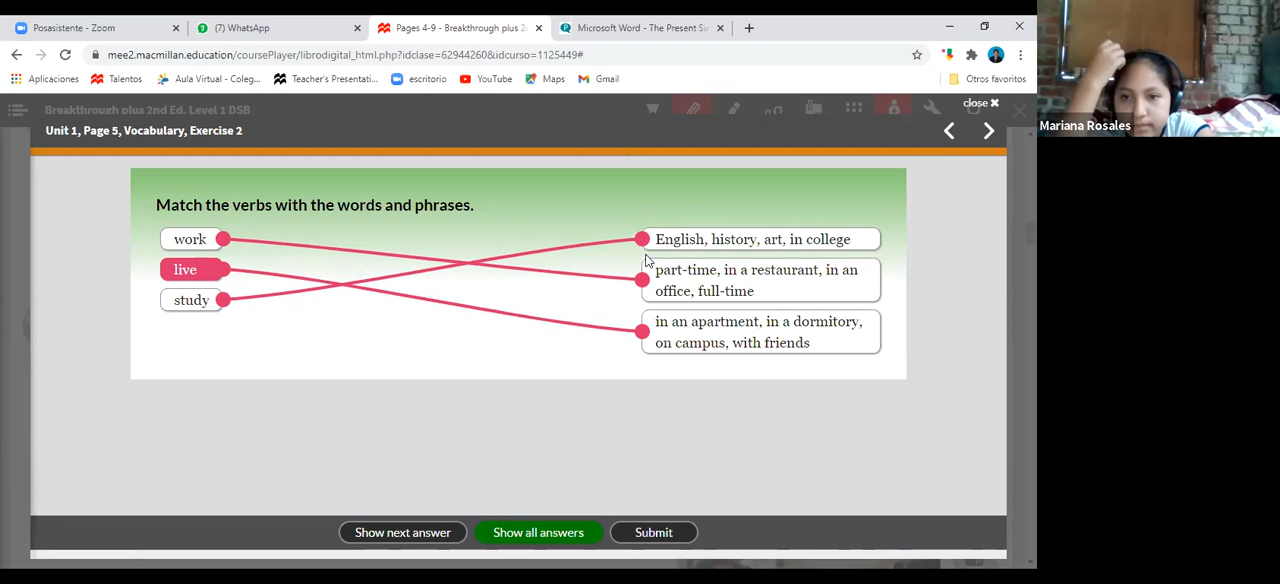 Posasistente - Zoom
(7) WhatsApp
Pages 4-9 - Breakthrough plus 2
Microsoft Word - The Present Si
mee2.macmillan.education/coursePlayer/librodigital_html.php?idclase=62944260&idcurso=1125449#
Aplicaciones
Talentos
Aula Virtual - Coleg...
Teacher's Presentati...
escritorio
YouTube
Maps
Gmail
Otros favoritos
Breakthrough plus 2nd Ed. Level 1 DSB
close
Unit 1, Page 5, Vocabulary, Exercise 2
Mariana Rosales
Match the verbs with the words and phrases.
work
live
study
English, history, art, in college
part-time, in a restaurant, in an
office, full-time
in an apartment, in a dormitory,
on campus, with friends
Show next answer
Show all answers
Submit